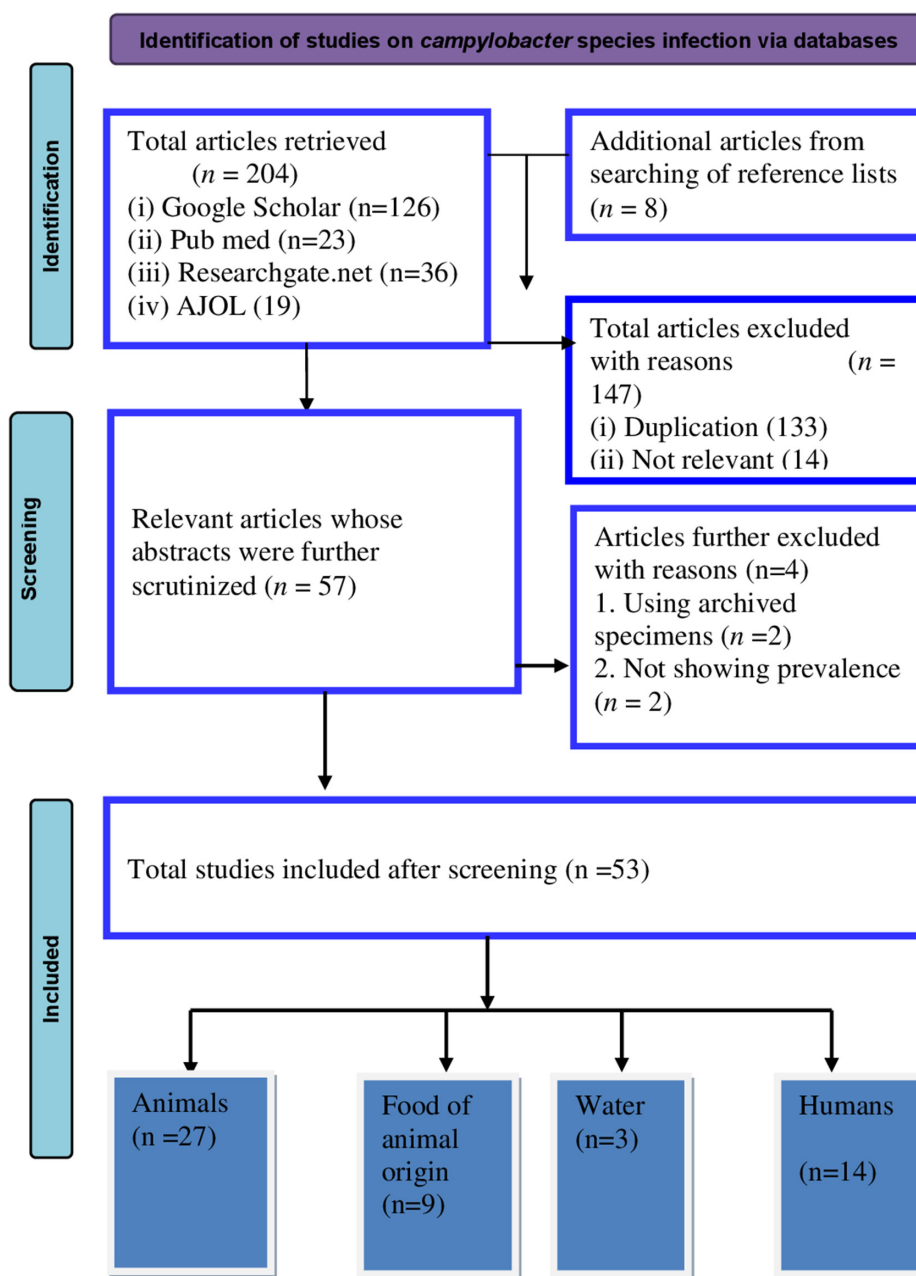 Identification of studies on campylobacter species infection via databases
Identification
Total articles retrieved
(n = 204)
(i) Google Scholar (n=126)
(ii) Pub med (n=23)
(iii) Researchgate.net (n=36)
(iv) AJOL (19)
Additional articles from
searching of reference lists
(n = 8)
Total articles excluded
with reasons (n =
147)
(i) Duplication (133)
(ii) Not relevant (14)
Screening
Relevant articles whose
abstracts were further
scrutinized (n = 57)
Articles further excluded
with reasons (n=4)
1. Using archived
specimens (n =2)
2. Not showing prevalence
(n = 2)
Included
Total studies included after screening (n =53)
Animals
(n =27)
Food of
animal
origin
(n=9)
Water
(n=3)
Humans
(n=14)